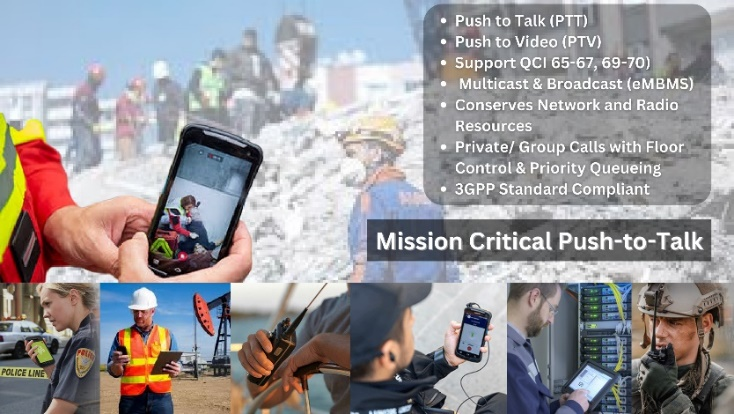 • Push to Talk (PTT)
• Push to Video (PTV)
• Support QCI 65-67, 69-70)
• Multicast & Broadcast (eMBMS)
• Conserves Network and Radio
Resources
• Private/ Group Calls with Floor
Control & Priority Queueing
• 3GPP Standard Compliant
Mission Critical Push-to-Talk
POLICE
POLICE LINE